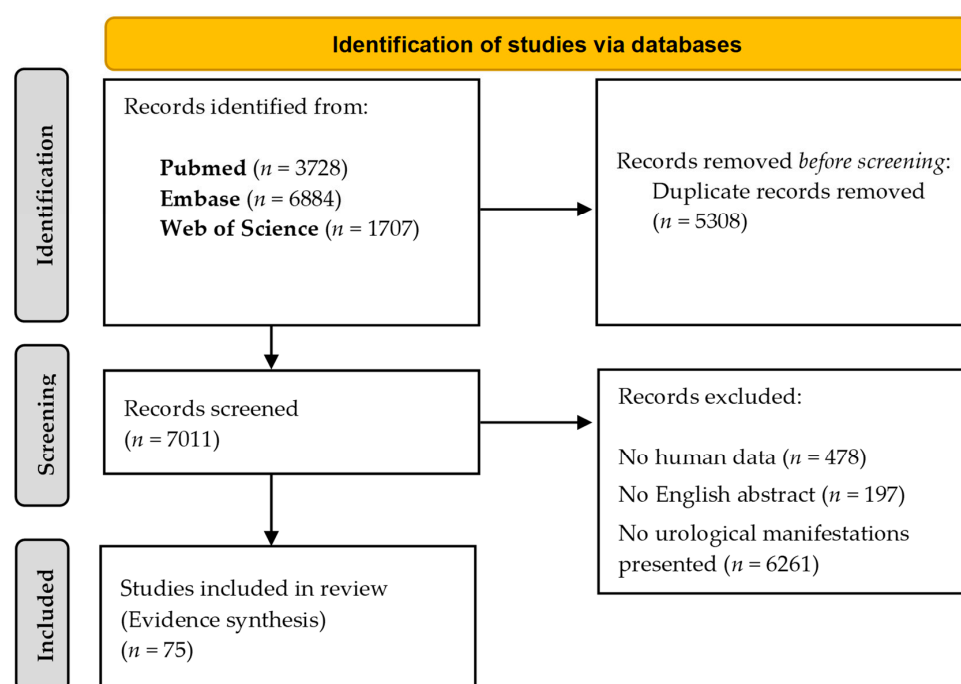 Identification of studies via databases
Identification
Records identified from:
Pubmed (n = 3728)
Embase (n = 6884)
Web of Science (n = 1707)
Records removed before screening:
Duplicate records removed
(n = 5308)
Screening
Records screened
(n = 7011)
Records excluded:
No human data (n = 478)
No English abstract (n = 197)
No urological manifestations
presented (n = 6261)
Included
Studies included in review
(Evidence synthesis)
(n = 75)